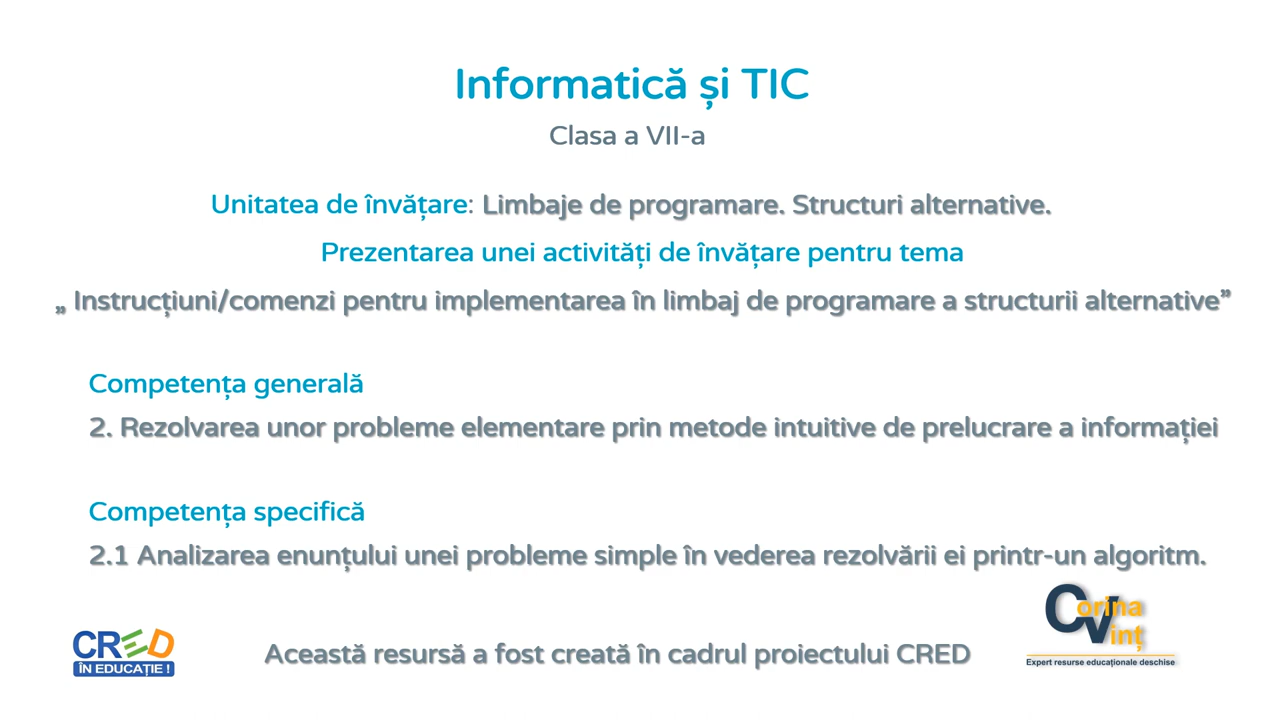 Informatică și TIC
Clasa a VII-a
Unitatea de învățare: Limbaje de programare. Structuri alternative.
Prezentarea unei activități de învățare pentru tema
„ Instrucțiuni/comenzi pentru implementarea în limbaj de programare a structurii alternative”
Competența generală
2. Rezolvarea unor probleme elementare prin metode intuitive de prelucrare a informației
Competența specifică
2.1 Analizarea enunțului unei probleme simple în vederea rezolvării ei printr-un algoritm.
CRED
ÎN EDUCAȚIE !
Această resursă a fost creată în cadrul proiectului CRED
Corina
Vinț
Expert resurse educaționale deschise